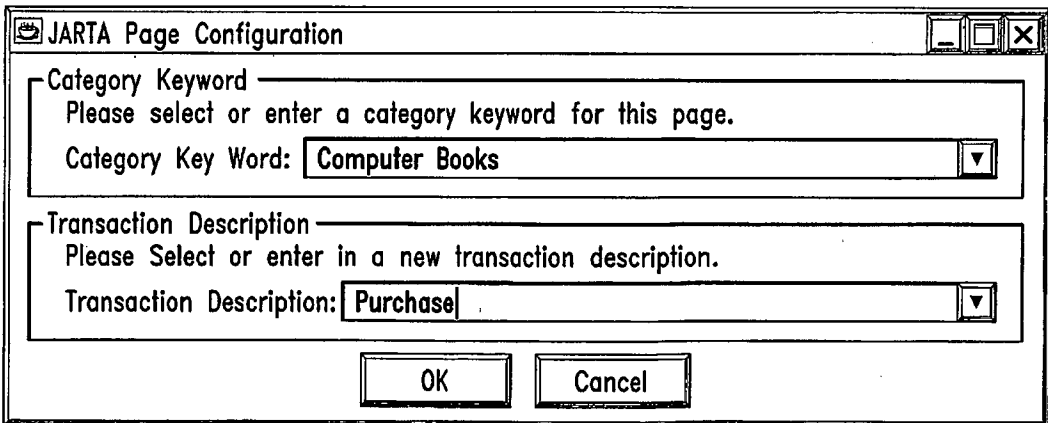 JARTA Page Configuration
Category Keyword
Please select or enter a category keyword for this page.
Category Key Word: Computer Books
Transaction Description
Please Select or enter in a new transaction description.
Transaction Description: Purchase
OK Cancel